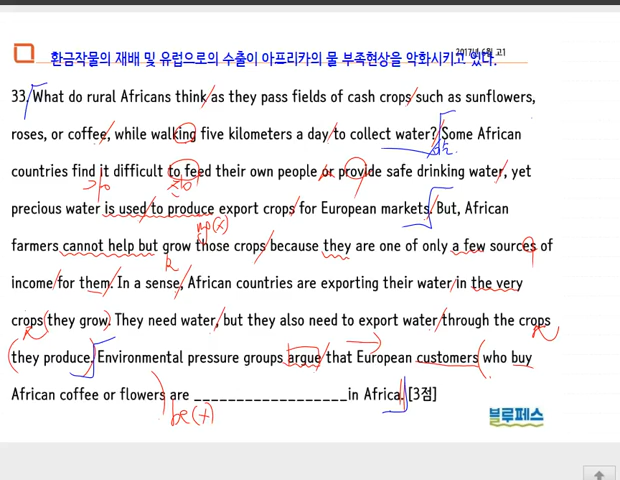 2017년 6월 고1
환금작물의 재배 및 유럽으로의 수출이 아프리카의 물 부족현상을 악화시키고 있다.
33. What do rural Africans think as they pass fields of cash crops such as sunflowers,
roses, or coffee, while walking five kilometers a day to collect water? Some African
countries find it difficult to feed their own people or provide safe drinking water, yet
precious water is used to produce export crops for European markets. But, African
farmers cannot help but grow those crops because they are one of only a few sources of
income for them. In a sense, African countries are exporting their water in the very
crops they grow. They need water, but they also need to export water through the crops
they produce. Environmental pressure groups argue that European customers who buy
African coffee or flowers are __________________ in Africa. [3점]
be(x)
블루페스